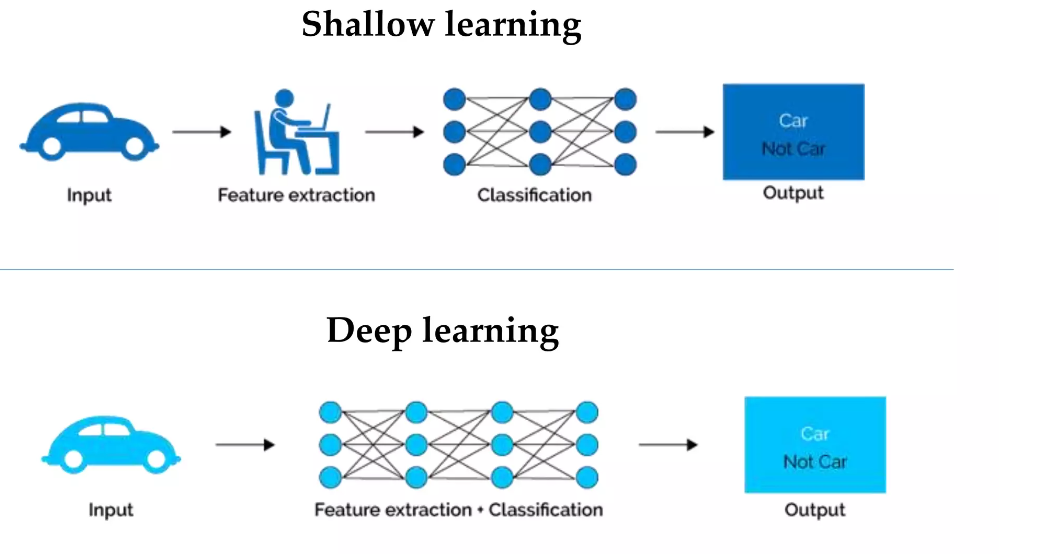 Shallow learning
Car
Not Car
Input
Feature extraction
Classification
Output
Deep learning
Car
Not Car
Input
Feature extraction + Classification
Output